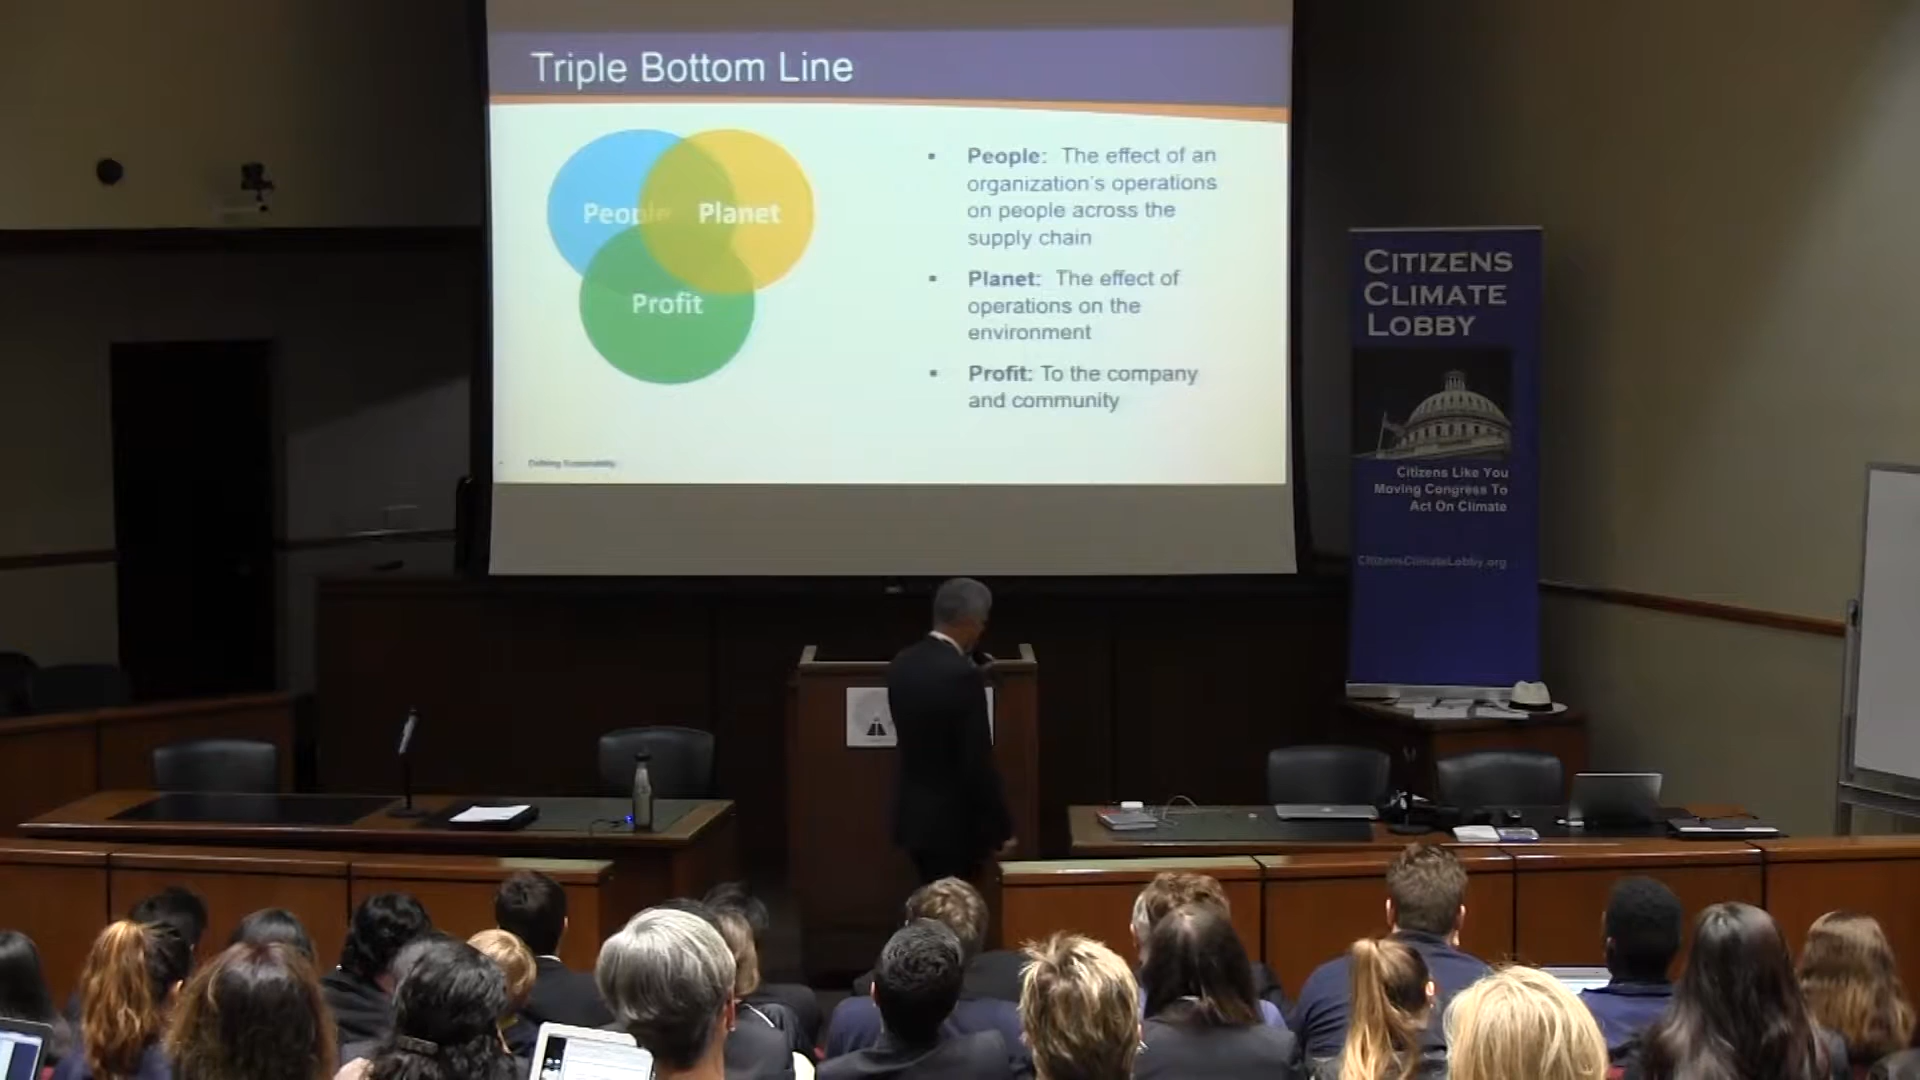 Triple Bottom Line
People
Planet
Profit
▪ People: The effect of an
organization's operations
on people across the
supply chain
▪ Planet: The effect of
operations on the
environment
▪ Profit: To the company
and community
Defining Sustainability
CITIZENS
CLIMATE
LOBBY
Citizens Like You
Moving Congress To
Act On Climate
CitizensClimateLobby.org